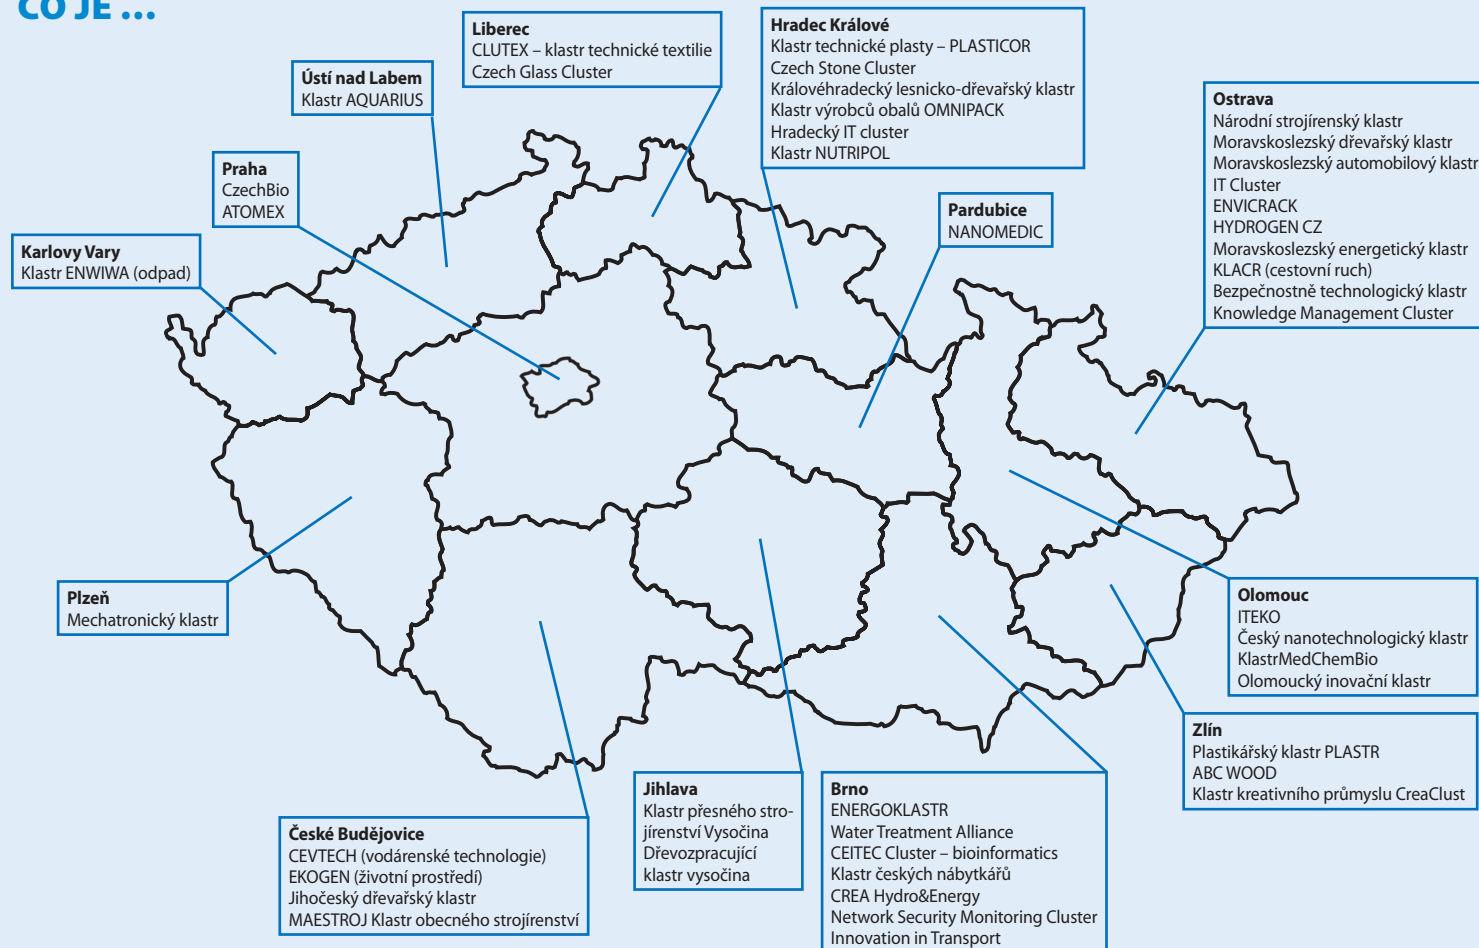 CO JE ...
Liberec
CLUTEX – klastr technické textilie
Czech Glass Cluster
Hradec Králové
Klastr technické plasty – PLASTICOR
Czech Stone Cluster
Královéhradecký lesnicko-dřevařský klastr
Klastr výrobců obalů OMNIPACK
Hradecký IT cluster
Klastr NUTRIPOL
Ústí nad Labem
Klastr AQUARIUS
Ostrava
Národní strojírenský klastr
Moravskoslezský dřevařský klastr
Moravskoslezský automobilový klastr
IT Cluster
ENVICRACK
HYDROGEN CZ
Moravskoslezský energetický klastr
KLACR (cestovní ruch)
Bezpečnostně technologický klastr
Knowledge Management Cluster
Praha
CzechBio
ATOMEX
Pardubice
NANOMEDIC
Karlovy Vary
Klastr ENWIWA (odpad)
Plzeň
Mechatronický klastr
Olomouc
ITEKO
Český nanotechnologický klastr
KlastrMedChemBio
Olomoucký inovační klastr
Zlín
Plastikářský klastr PLASTR
ABC WOOD
Klastr kreativního průmyslu CreaClust
České Budějovice
CEVTECH (vodárenské technologie)
EKOGEN (životní prostředí)
Jihočeský dřevařský klastr
MAESTROJ Klastr obecného strojírenství
Jihlava
Klastr přesného stro-
jírenství Vysočina
Dřevozpracující
klastr vysočina
Brno
ENERGOKLASTR
Water Treatment Alliance
CEITEC Cluster – bioinformatics
Klastr českých nábytkářů
CREA Hydro&Energy
Network Security Monitoring Cluster
Innovation in Transport